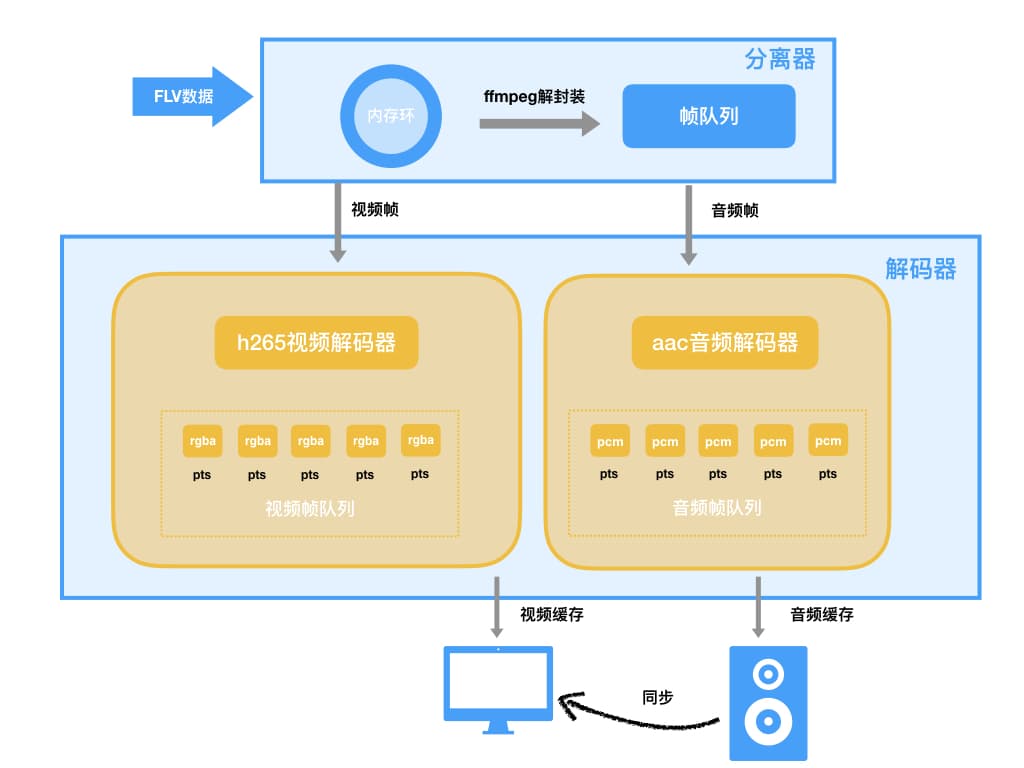 分离器
FLV数据
内存环
ffmpeg解封装
帧队列
视频帧
音频帧
解码器
h265视频解码器
aac音频解码器
rgba rgba rgba rgba rgba
pts pts pts pts pts
视频帧队列
pcm pcm pcm pcm pcm
pts pts pts pts pts
音频帧队列
视频缓存
音频缓存
同步